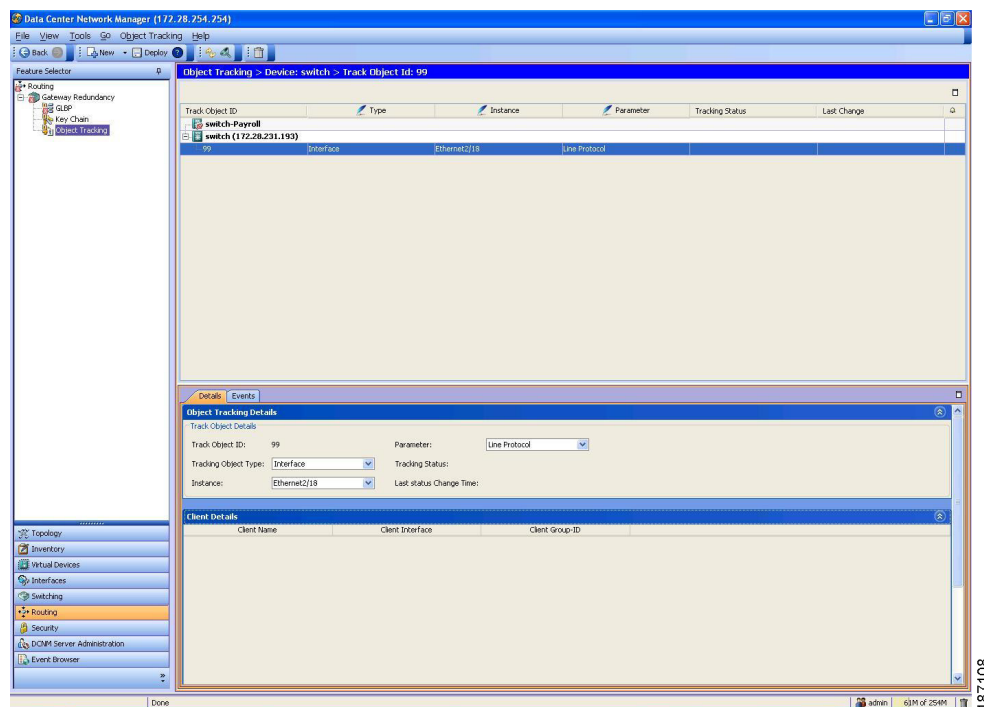 Data Center Network Manager (172.28.254.254)
File View Tools GO Object Tracking Help
Back New Deploy
Feature Selector
Object Tracking > Device: switch > Track Object Id: 99
Routing
Gateway Redundancy
GLBP
Key Chain
Object Tracking
Track Object ID Type Instance Parameter Tracking Status Last Change
switch-Payroll
switch (172.28.231.193)
99 Interface Ethernet2/18 Line Protocol
Details Events
Object Tracking Details
Track Object Details
Track Object ID: 99 Parameter: Line Protocol
Tracking Object Type: Interface Tracking Status:
Instance: Ethernet2/18 Last status Change Time:
Client Details
Client Name Client Interface Client Group-ID
Topology
Inventory
Virtual Devices
Interfaces
Switching
Routing
Security
DCNM Server Administration
Event Browser
Done admin 61M of 254M
187108